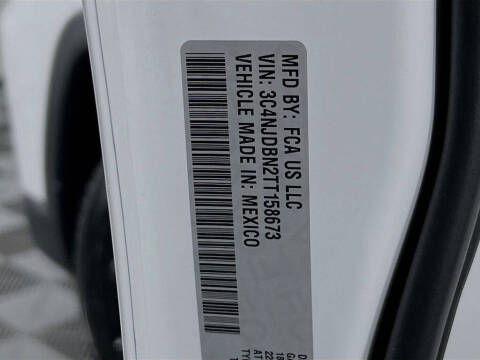 MFD BY: FCA US LLC
VIN: 3C4NJDBN2TT158673
VEHICLE MADE IN: MEXICO